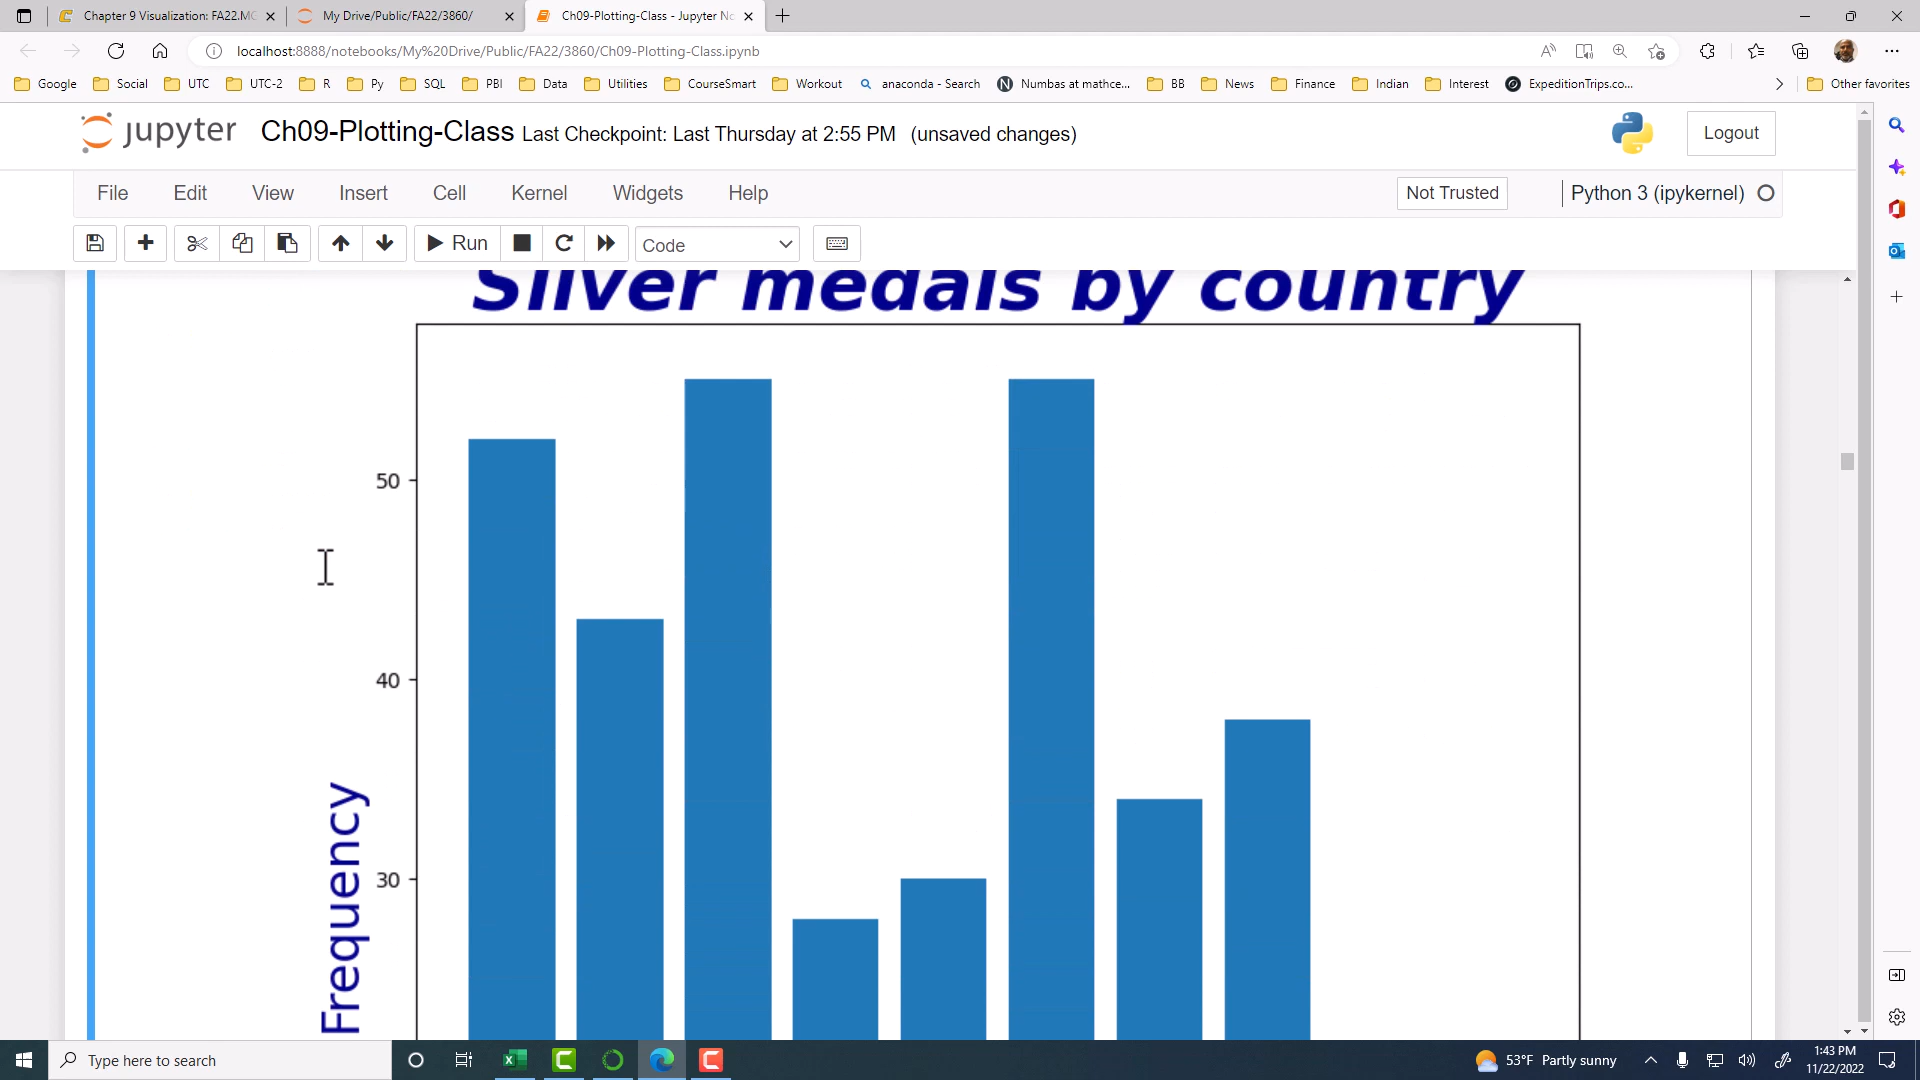 Chapter 9 Visualization: FA22.MG
My Drive/Public/FA22/3860/
Ch09-Plotting-Class - Jupyter No
localhost:8888/notebooks/My%20Drive/Public/FA22/3860/Ch09-Plotting-Class.ipynb
Google
Social
UTC
UTC-2
R
Py
SQL
PBI
Data
Utilities
CourseSmart
Workout
anaconda - Search
Numbas at mathce...
BB
News
Finance
Indian
Interest
ExpeditionTrips.co...
Other favorites
jupyter
Ch09-Plotting-Class Last Checkpoint: Last Thursday at 2:55 PM (unsaved changes)
Logout
File
Edit
View
Insert
Cell
Kernel
Widgets
Help
Not Trusted
Python 3 (ipykernel)
Run
Code
Silver medals by country
50
40
30
Frequency
Type here to search
53°F Partly sunny
1:43 PM
11/22/2022